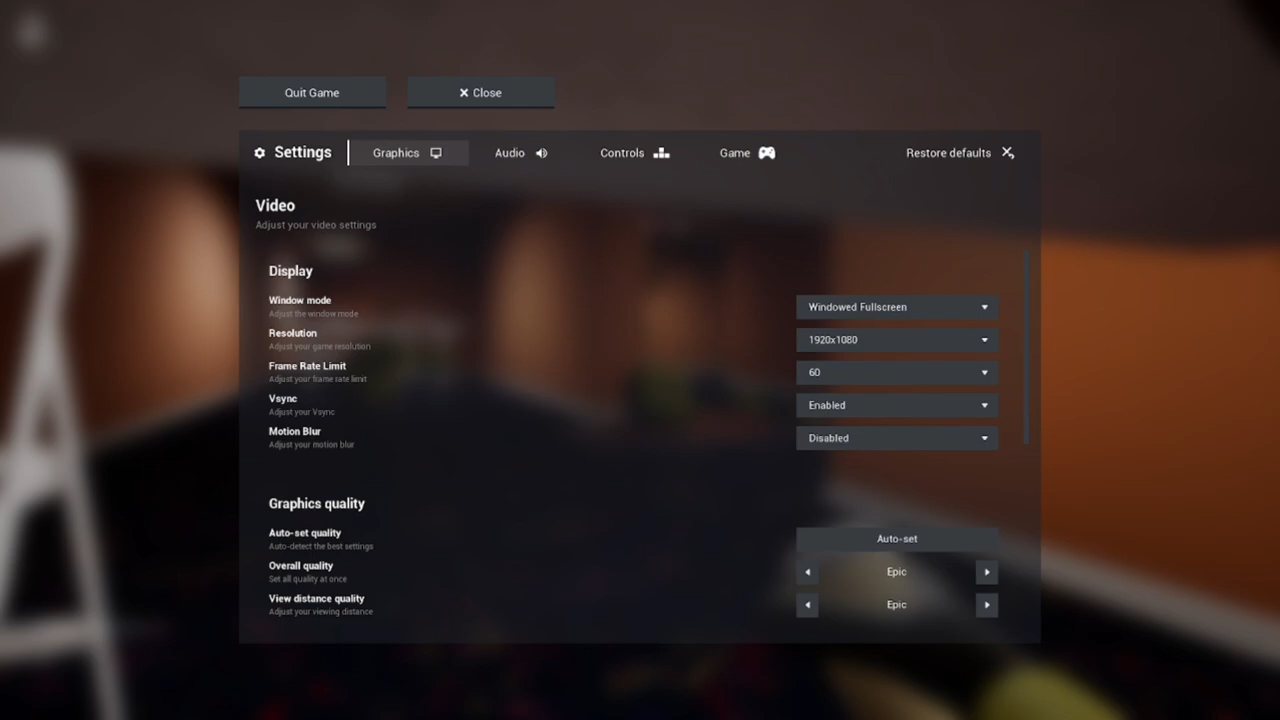 Quit Game
Close
Settings
Graphics
Audio
Controls
Game
Restore defaults
Video
Adjust your video settings
Display
Window mode
Windowed Fullscreen
Adjust the window mode
Resolution
1920x1080
Adjust your game resolution
Frame Rate Limit
60
Adjust your frame rate limit
Vsync
Enabled
Adjust your Vsync
Motion Blur
Disabled
Adjust your motion blur
Graphics quality
Auto-set quality
Auto-set
Auto-detect the best settings
Overall quality
Epic
Set all quality at once
View distance quality
Epic
Adjust your viewing distance